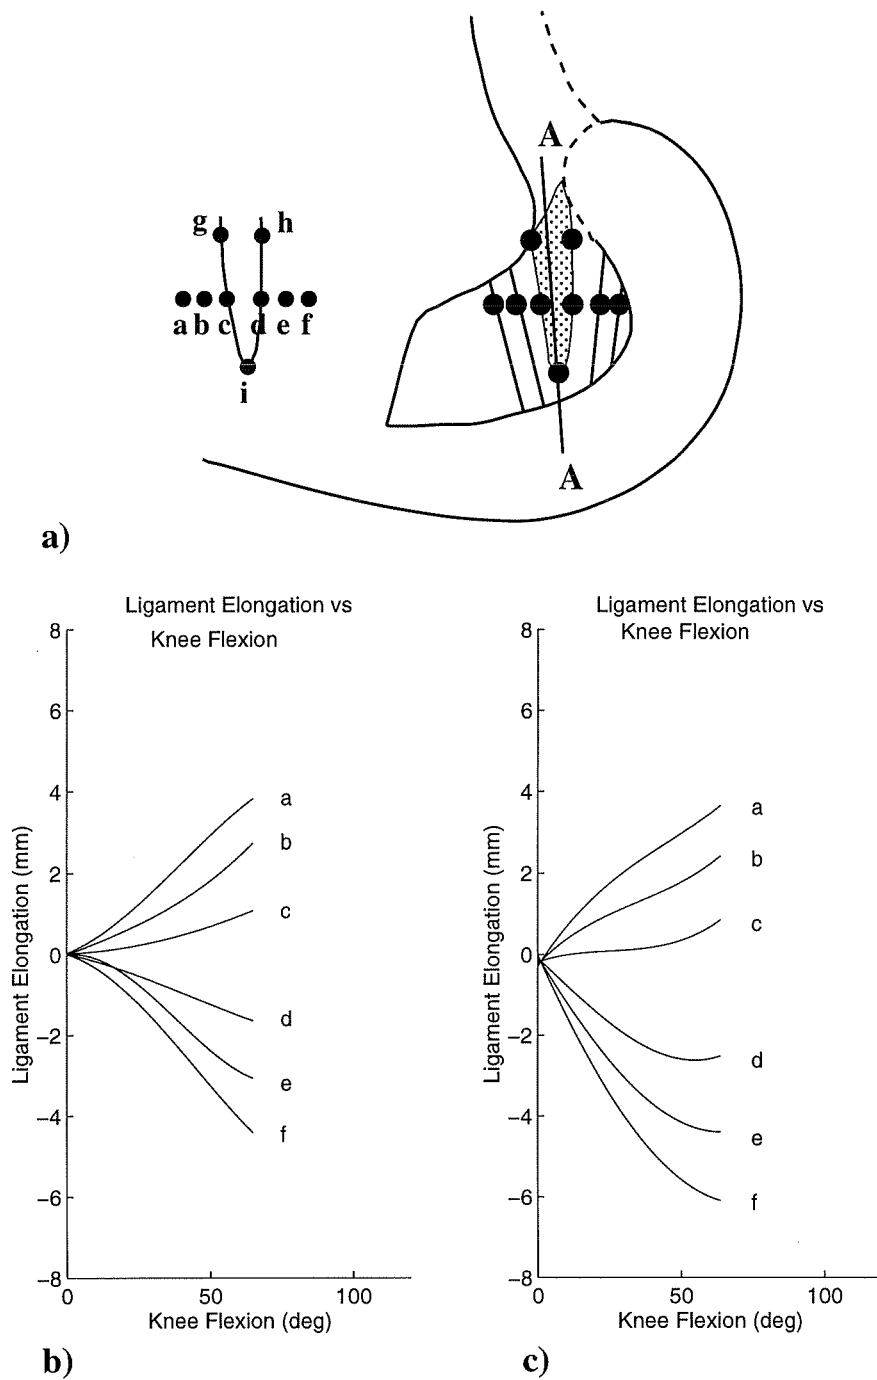 A
g h
a b c d e f
i
A
a)
Ligament Elongation vs
Knee Flexion
8
6
4
2
0
−2
−4
−6
−8
Ligament Elongation (mm)
a
b
c
d
e
f
0 50 100
Knee Flexion (deg)
b)
Ligament Elongation vs
Knee Flexion
8
6
4
2
0
−2
−4
−6
−8
Ligament Elongation (mm)
a
b
c
d
e
f
0 50 100
Knee Flexion (deg)
c)